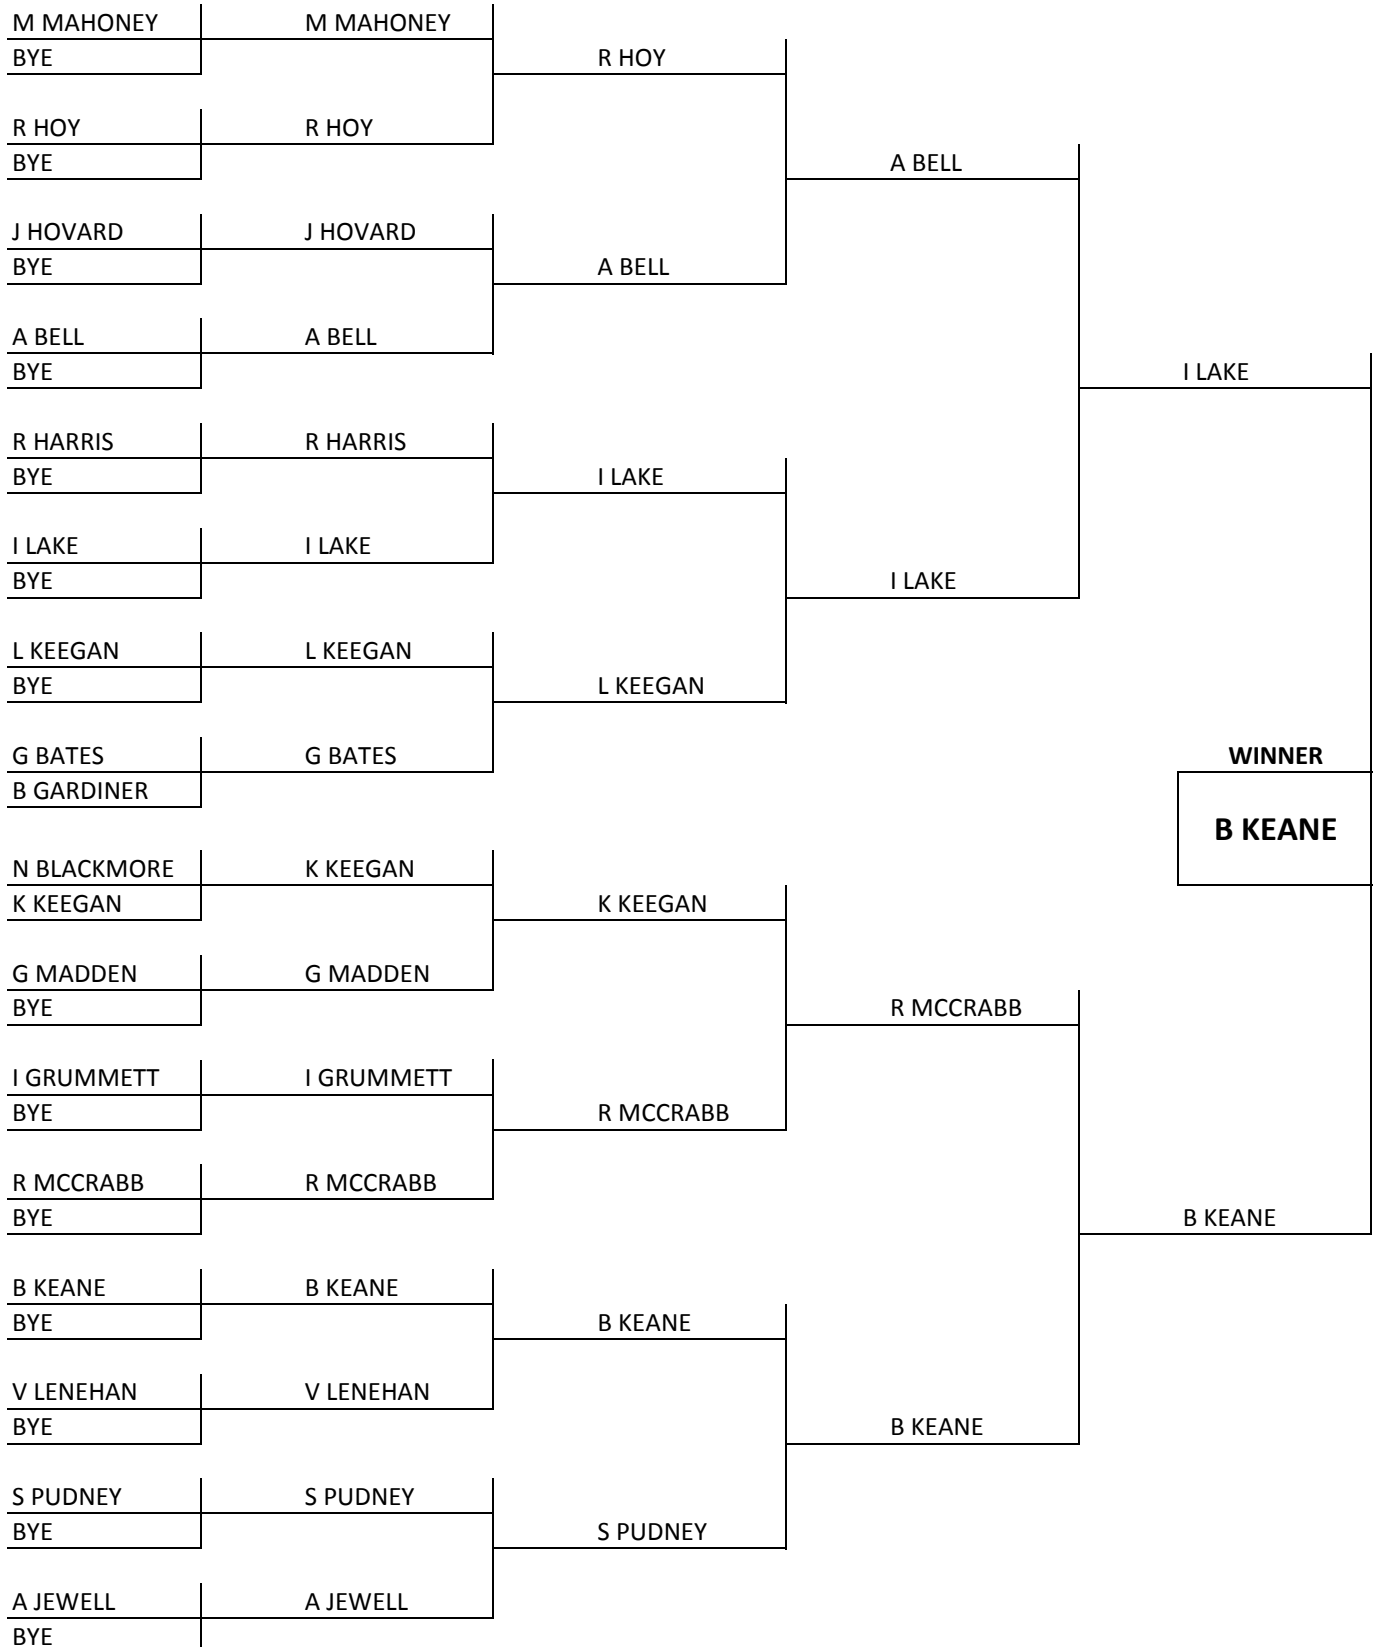 M MAHONEY M MAHONEY
BYE R HOY
R HOY R HOY
BYE A BELL
J HOVARD J HOVARD
BYE A BELL
A BELL A BELL
BYE I LAKE
R HARRIS R HARRIS
BYE I LAKE
I LAKE I LAKE
BYE I LAKE
L KEEGAN L KEEGAN
BYE L KEEGAN
G BATES G BATES WINNER
B GARDINER
B KEANE
N BLACKMORE K KEEGAN
K KEEGAN K KEEGAN
G MADDEN G MADDEN
BYE R MCCRABB
I GRUMMETT I GRUMMETT
BYE R MCCRABB
R MCCRABB R MCCRABB
BYE B KEANE
B KEANE B KEANE
BYE B KEANE
V LENEHAN V LENEHAN
BYE B KEANE
S PUDNEY S PUDNEY
BYE S PUDNEY
A JEWELL A JEWELL
BYE